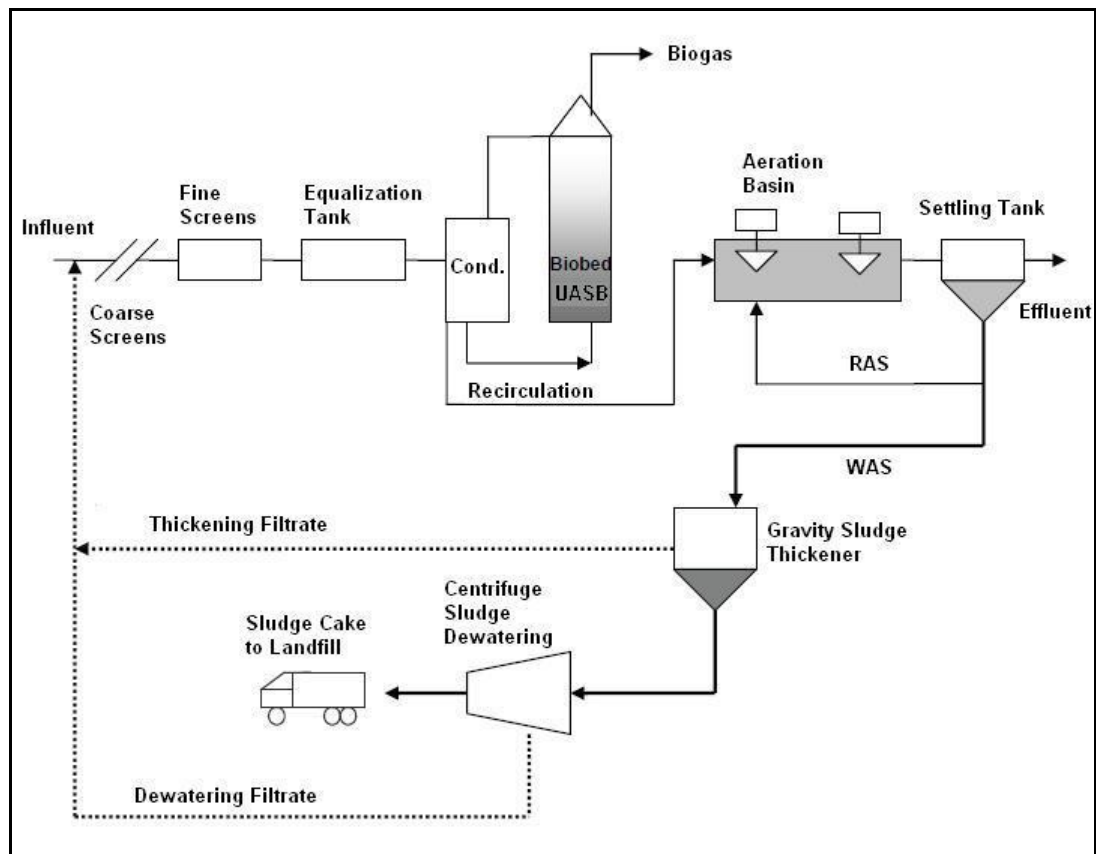 Biogas
Aeration
Basin
Settling Tank
Fine
Screens
Equalization
Tank
Influent
Cond.
Biobed
UASB
Coarse
Screens
Effluent
Recirculation
RAS
WAS
Thickening Filtrate
Gravity Sludge
Thickener
Centrifuge
Sludge
Dewatering
Sludge Cake
to Landfill
Dewatering Filtrate